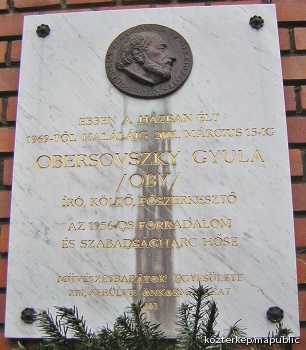 EBBEN A HÁZBAN ÉLT
1969-TŐL HALÁLÁIG 2001. MÁRCIUS 15-IG
OBERSOVSZKY GYULA
/OBY/
ÍRÓ, KÖLTŐ, FŐSZERKESZTŐ
AZ 1956-OS FORRADALOM
ÉS SZABADSÁGHARC HŐSE
MŰVÉSZETBARÁTOK EGYESÜLETE
XIII. KERÜLETI ÖNKORMÁNYZAT
kozterkep/mapublic